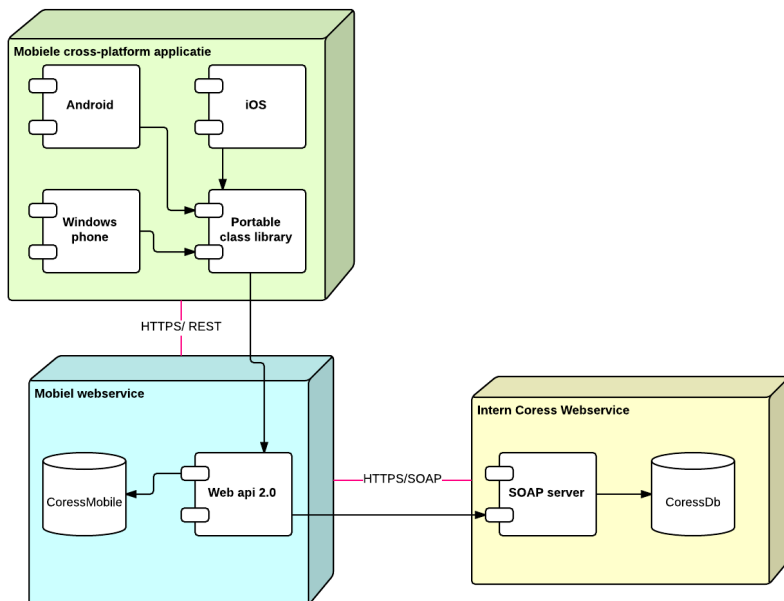 Mobiele cross-platform applicatie
Android
iOS
Windows
phone
Portable
class library
HTTPS/ REST
Mobiel webservice
CoressMobile
Web api 2.0
HTTPS/SOAP
Intern Coress Webservice
SOAP server
CoressDb